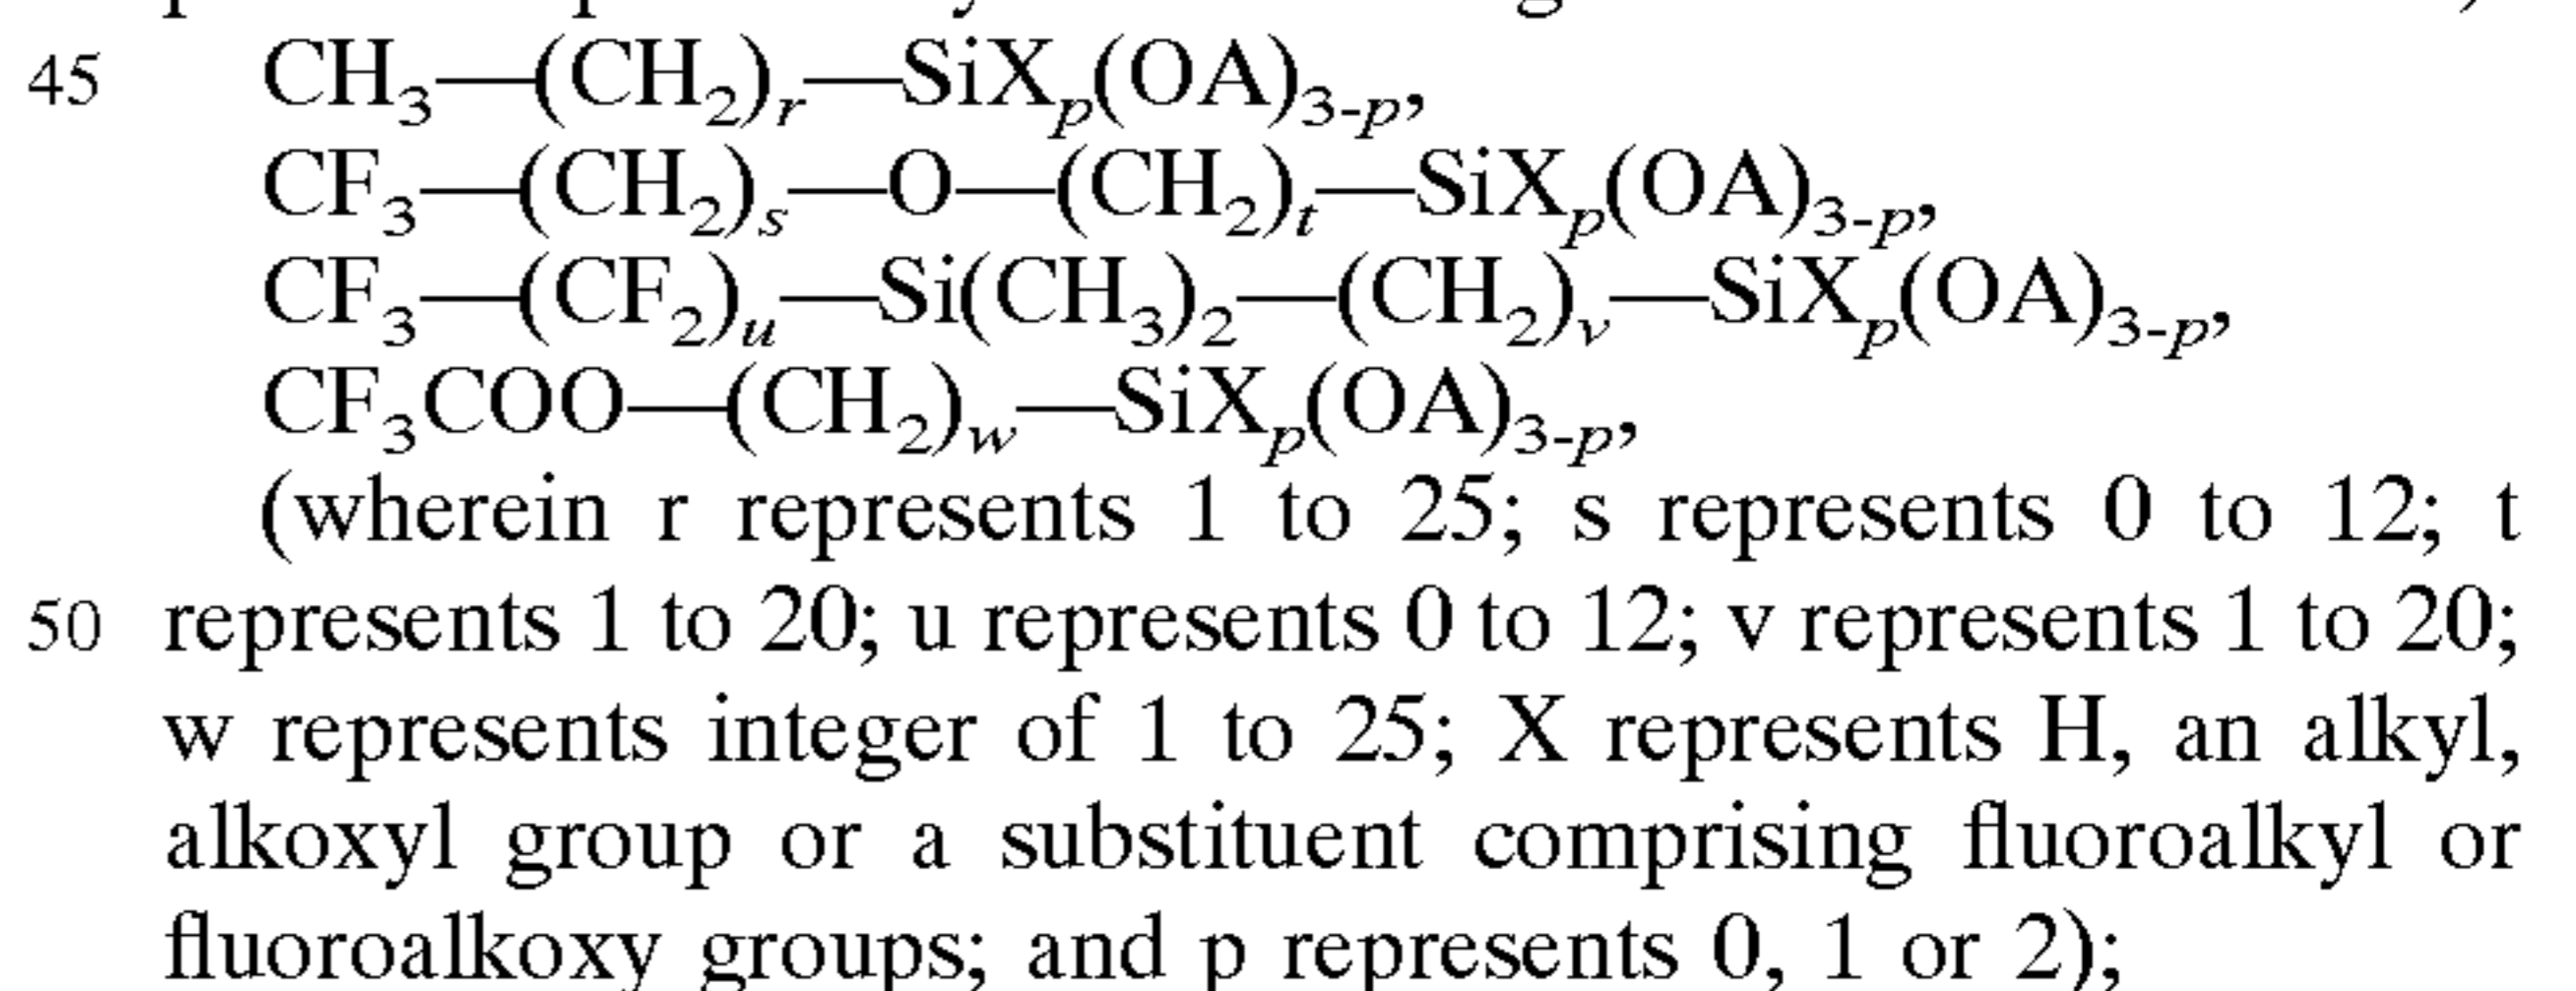 45 CH₃—(CH₂)ᵣ—SiXₚ(OA)₃₋ₚ,
CF₃—(CH₂)ₛ—O—(CH₂)ₜ—SiXₚ(OA)₃₋ₚ,
CF₃—(CF₂)ᵤ—Si(CH₃)₂—(CH₂)ᵥ—SiXₚ(OA)₃₋ₚ,
CF₃COO—(CH₂)w—SiXₚ(OA)₃₋ₚ,
(wherein r represents 1 to 25; s represents 0 to 12; t
50 represents 1 to 20; u represents 0 to 12; v represents 1 to 20;
w represents integer of 1 to 25; X represents H, an alkyl,
alkoxyl group or a substituent comprising fluoroalkyl or
fluoroalkoxy groups; and p represents 0, 1 or 2);